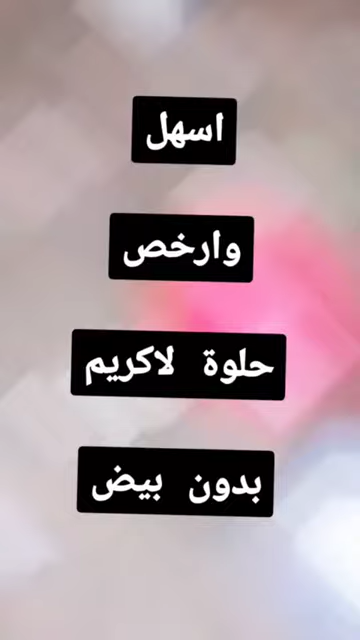 اسهل
وارخص
حلوة لاكريم
بدون بيض